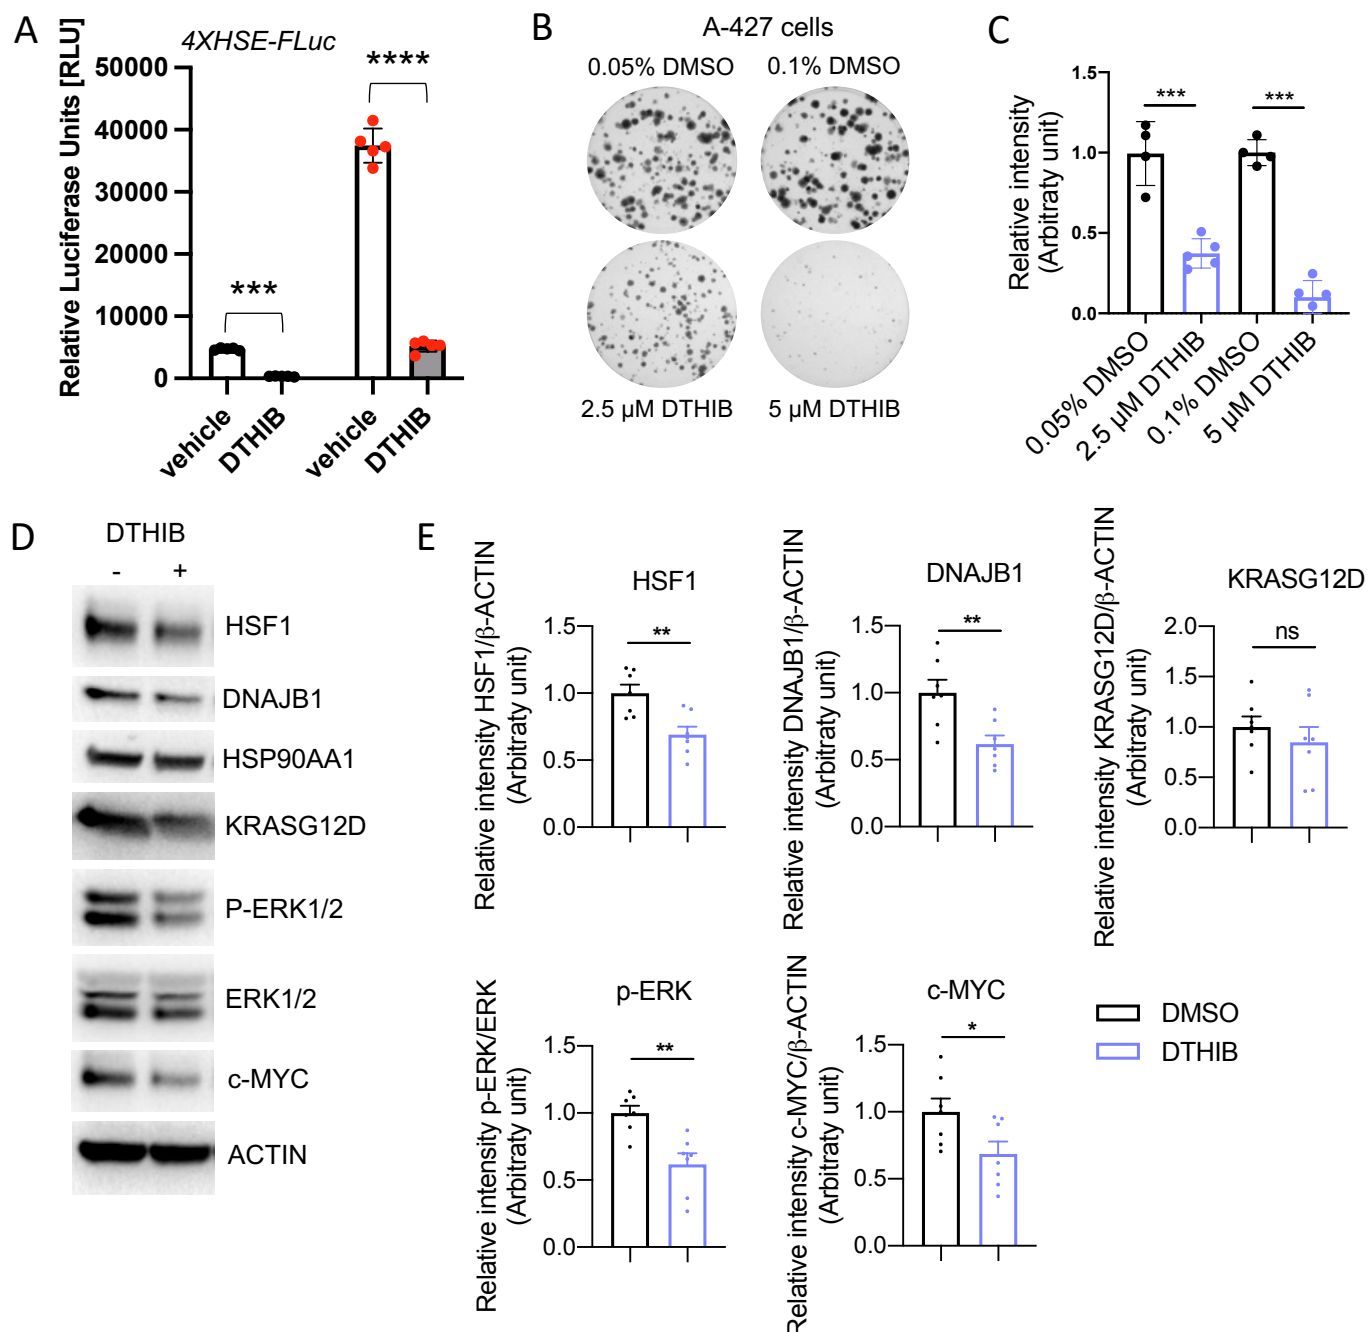 A
4XHSE-FLuc
Relative Luciferase Units [RLU]
50000
40000
30000
20000
10000
0
***
****
vehicle
DTHIB
vehicle
DTHIB
B
A-427 cells
0.05% DMSO
0.1% DMSO
2.5 µM DTHIB
5 µM DTHIB
C
Relative intensity
(Arbitraty unit)
1.5
1.0
0.5
0.0
***
***
0.05% DMSO
2.5 µM DTHIB
0.1% DMSO
5 µM DTHIB
D
DTHIB
- +
HSF1
DNAJB1
HSP90AA1
KRASG12D
P-ERK1/2
ERK1/2
c-MYC
ACTIN
E
HSF1
Relative intensity HSF1/β-ACTIN
(Arbitraty unit)
1.5
1.0
0.5
0.0
**
DNAJB1
Relative intensity DNAJB1/β-ACTIN
(Arbitraty unit)
1.5
1.0
0.5
0.0
**
KRASG12D
Relative intensity KRASG12D/β-ACTIN
(Arbitraty unit)
2.0
1.5
1.0
0.5
0.0
ns
p-ERK
Relative intensity p-ERK/ERK
(Arbitraty unit)
1.5
1.0
0.5
0.0
**
c-MYC
Relative intensity c-MYC/β-ACTIN
(Arbitraty unit)
1.5
1.0
0.5
0.0
*
DMSO
DTHIB